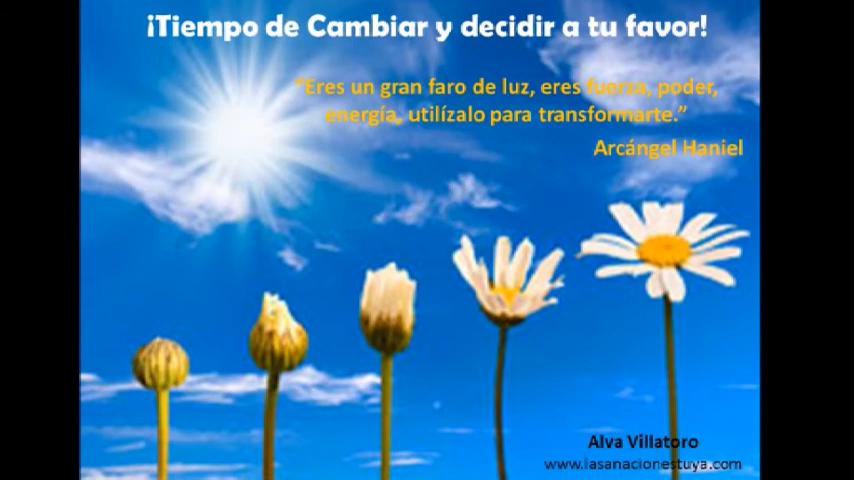 ¡Tiempo de Cambiar y decidir a tu favor!
"Eres un gran faro de luz, eres fuerza, poder,
energía, utilízalo para transformarte."
Arcángel Haniel
Alva Villatoro
www.lasanacionestuya.com